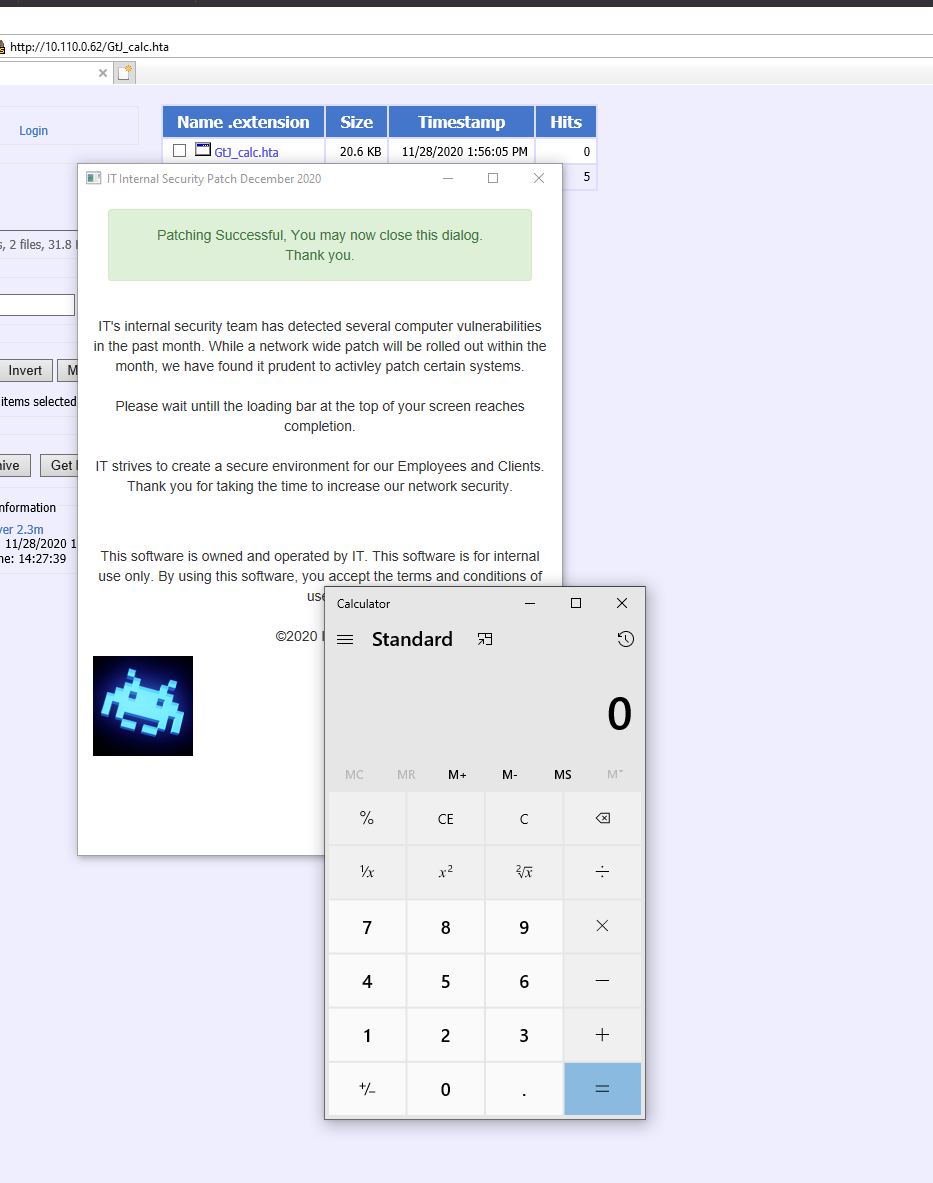 http://10.110.0.62/GtJ_calc.hta
Login
Name .extension Size Timestamp Hits
GtJ_calc.hta 20.6 KB 11/28/2020 1:56:05 PM 0
5
IT Internal Security Patch December 2020
Patching Successful, You may now close this dialog.
Thank you.
2 files, 31.8
IT's internal security team has detected several computer vulnerabilities
in the past month. While a network wide patch will be rolled out within the
month, we have found it prudent to activley patch certain systems.
Invert M
items selected
Please wait untill the loading bar at the top of your screen reaches
completion.
Get
IT strives to create a secure environment for our Employees and Clients.
Thank you for taking the time to increase our network security.
11/28/2020 1
14:27:39
2.3m
This software is owned and operated by IT. This software is for internal
use only. By using this software, you accept the terms and conditions of
©2020
Calculator
Standard
0
MC MR M+ M- MS M˅
% CE C
⅟x x² ²√x ÷
7 8 9 ×
4 5 6 −
1 2 3 +
+/− 0 . =